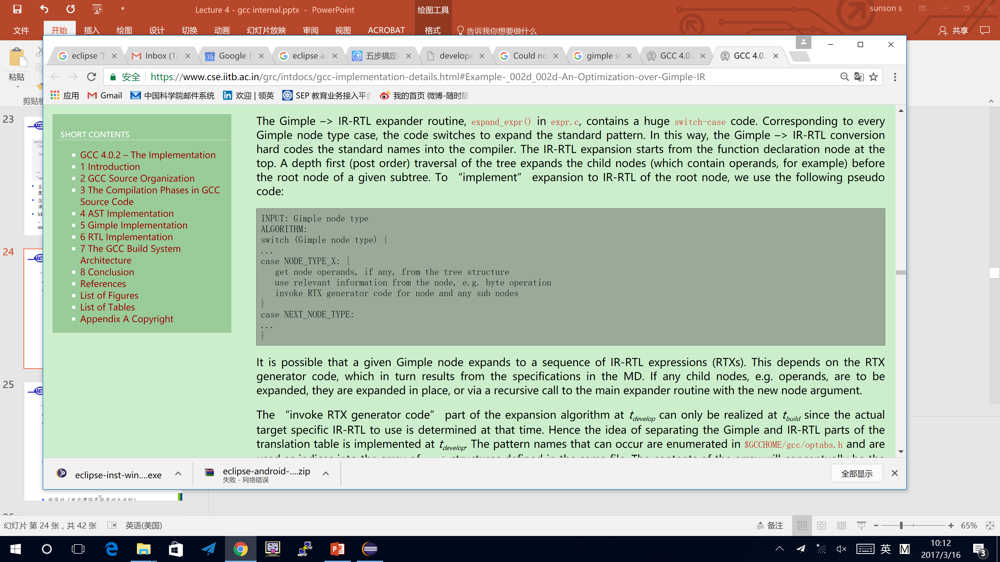 Lecture 4 - gcc internal.pptx - PowerPoint
绘图工具
sunson s
文件 开始 插入 绘图 设计 切换 动画 幻灯片放映 审阅 视图 ACROBAT 格式 告诉我你想要做什么 共享
粘贴
剪贴板
eclipse 下 Inbox (12 Google 日 eclipse an 五步搞定A develope Could no gimple st GCC 4.0.2 GCC 4.0.2
安全 https://www.cse.iitb.ac.in/grc/intdocs/gcc-implementation-details.html#Example-_002d_002d-An-Optimization-over-Gimple-IR
应用 Gmail 中国科学院邮件系统 欢迎 | 领英 SEP 教育业务接入平台 我的首页 微博-随时随
23
24
25
SHORT CONTENTS
GCC 4.0.2 – The Implementation
1 Introduction
2 GCC Source Organization
3 The Compilation Phases in GCC
Source Code
4 AST Implementation
5 Gimple Implementation
6 RTL Implementation
7 The GCC Build System
Architecture
8 Conclusion
References
List of Figures
List of Tables
Appendix A Copyright
The Gimple –> IR-RTL expander routine, expand_expr() in expr.c, contains a huge switch-case code. Corresponding to every
Gimple node type case, the code switches to expand the standard pattern. In this way, the Gimple –> IR-RTL conversion
hard codes the standard names into the compiler. The IR-RTL expansion starts from the function declaration node at the
top. A depth first (post order) traversal of the tree expands the child nodes (which contain operands, for example) before
the root node of a given subtree. To “implement” expansion to IR-RTL of the root node, we use the following pseudo
code:
INPUT: Gimple node type
ALGORITHM:
switch (Gimple node type) {
...
case NODE_TYPE_X: {
get node operands, if any, from the tree structure
use relevant information from the node, e.g. byte operation
invoke RTX generator code for node and any sub nodes
}
case NEXT_NODE_TYPE:
...
}
It is possible that a given Gimple node expands to a sequence of IR-RTL expressions (RTXs). This depends on the RTX
generator code, which in turn results from the specifications in the MD. If any child nodes, e.g. operands, are to be
expanded, they are expanded in place, or via a recursive call to the main expander routine with the new node argument.
The “invoke RTX generator code” part of the expansion algorithm at tdevelop can only be realized at tbuild since the actual
target specific IR-RTL to use is determined at that time. Hence the idea of separating the Gimple and IR-RTL parts of the
translation table is implemented at tdevelop. The pattern names that can occur are enumerated in $GCCHOME/gcc/optabs.h and are
eclipse-inst-win....exe
eclipse-android-....zip
失败 - 网络错误
全部显示
幻灯片 第 24 张，共 42 张 英语(美国) 备注 65%
英 M
10:12
2017/3/16
3